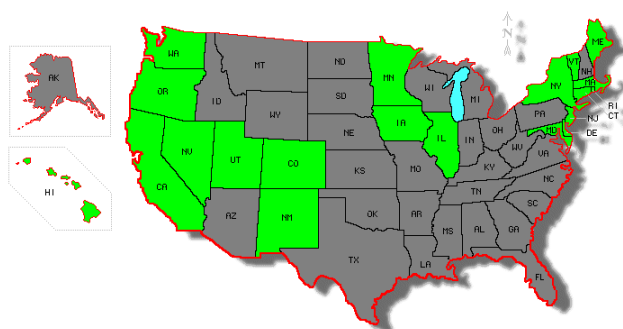 N
N
ME
WA
VT
NH
MT
ND
MN
AK
MA
OR
WI
NV
SD
MI
RI
ID
CT
WY
PA
NJ
IA
OH
MD
DE
NE
IL
IN
WV
NV
UT
VA
HI
CO
KS
MO
KY
CA
NC
TN
AZ
NM
OK
AR
SC
MS
AL
GA
TX
LA
FL